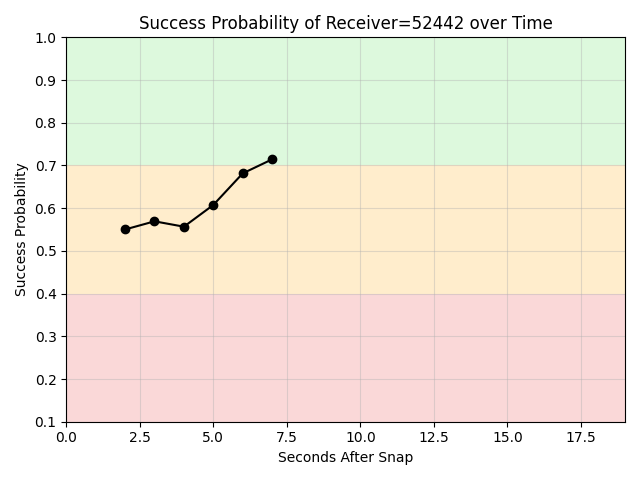 Success Probability of Receiver=52442 over Time
1.0
0.9
0.8
0.7
0.6
0.5
0.4
0.3
0.2
0.1
Success Probability
0.0 2.5 5.0 7.5 10.0 12.5 15.0 17.5
Seconds After Snap